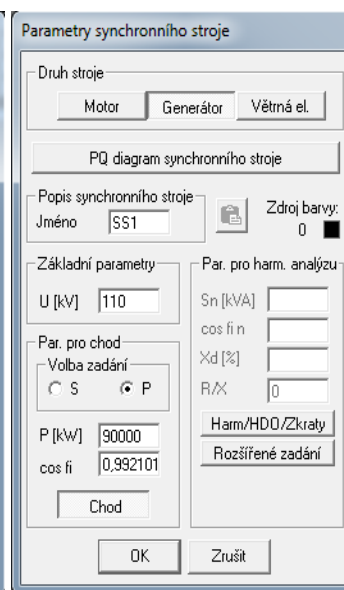 Parametry synchronního stroje
Druh stroje
Motor Generátor Větrná el.
PQ diagram synchronního stroje
Popis synchronního stroje
Jméno SS1
Zdroj barvy:
0
Základní parametry
U [kV] 110
Par. pro chod
Volba zadání
S P
P [kW] 90000
cos fi 0,992101
Chod
Par. pro harm. analýzu
Sn [kVA]
cos fi n
Xd [%]
R/X 0
Harm/HDO/Zkraty
Rozšířené zadání
OK Zrušit